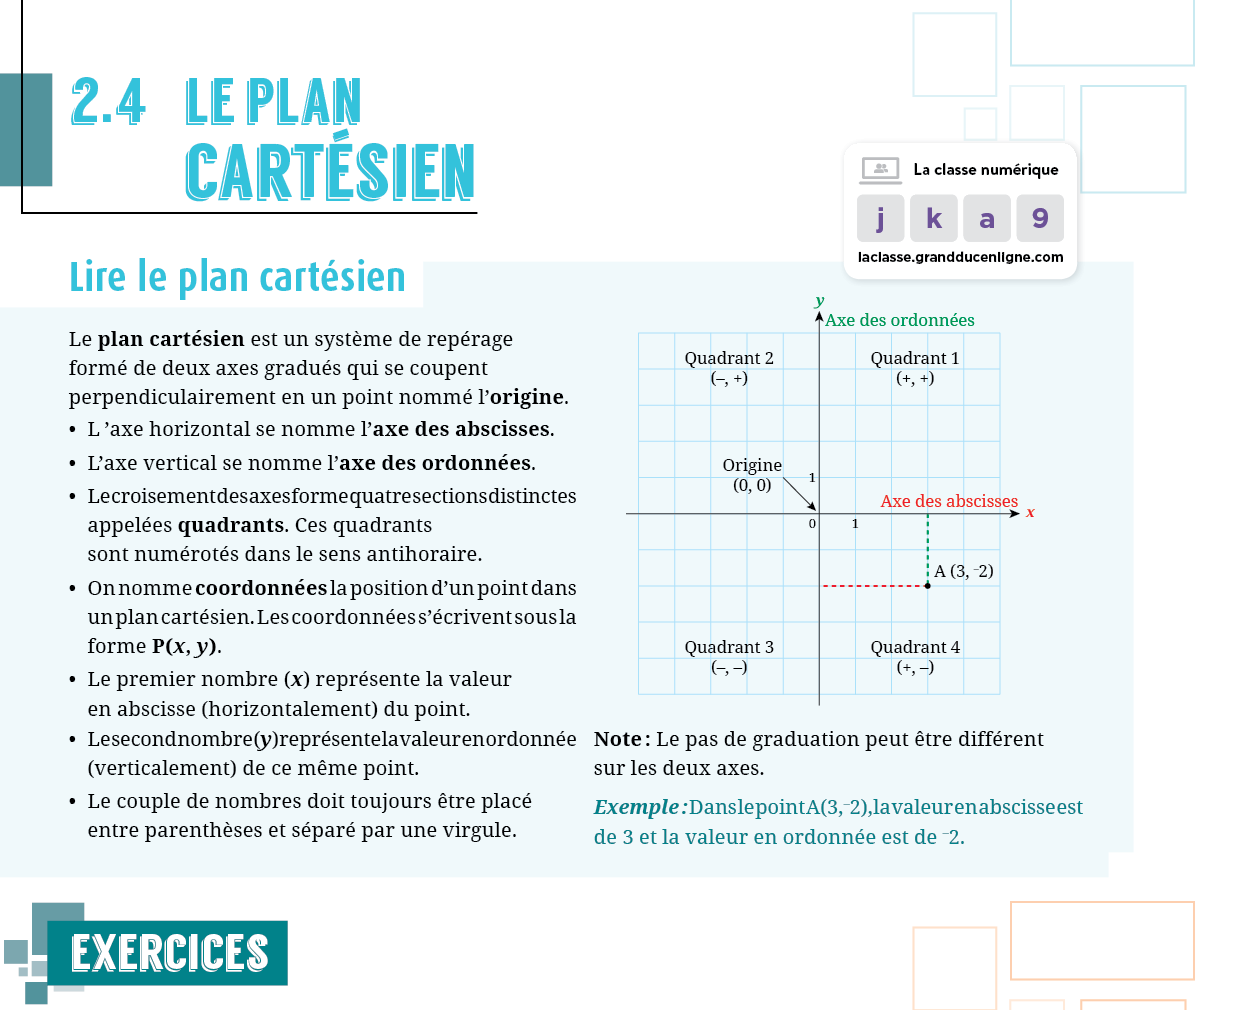 2.4 LE PLAN
CARTÉSIEN
La classe numérique
j k a 9
laclasse.grandducenligne.com
Lire le plan cartésien
Le plan cartésien est un système de repérage
formé de deux axes gradués qui se coupent
perpendiculairement en un point nommé l’origine.
• L ’axe horizontal se nomme l’axe des abscisses.
• L’axe vertical se nomme l’axe des ordonnées.
• Le croisement des axes forme quatre sections distinctes
appelées quadrants. Ces quadrants
sont numérotés dans le sens antihoraire.
• On nomme coordonnées la position d’un point dans
un plan cartésien. Les coordonnées s’écrivent sous la
forme P(x, y).
• Le premier nombre (x) représente la valeur
en abscisse (horizontalement) du point.
• Le second nombre (y) représente la valeur en ordonnée
(verticalement) de ce même point.
• Le couple de nombres doit toujours être placé
entre parenthèses et séparé par une virgule.
y
Axe des ordonnées
Quadrant 2
(–, +)
Quadrant 1
(+, +)
Origine
(0, 0)
1
Axe des abscisses
x
0
1
A (3, ⁻2)
Quadrant 3
(–, –)
Quadrant 4
(+, –)
Note : Le pas de graduation peut être différent
sur les deux axes.
Exemple : Dans le point A(3, ⁻2), la valeur en abscisse est
de 3 et la valeur en ordonnée est de ⁻2.
EXERCICES